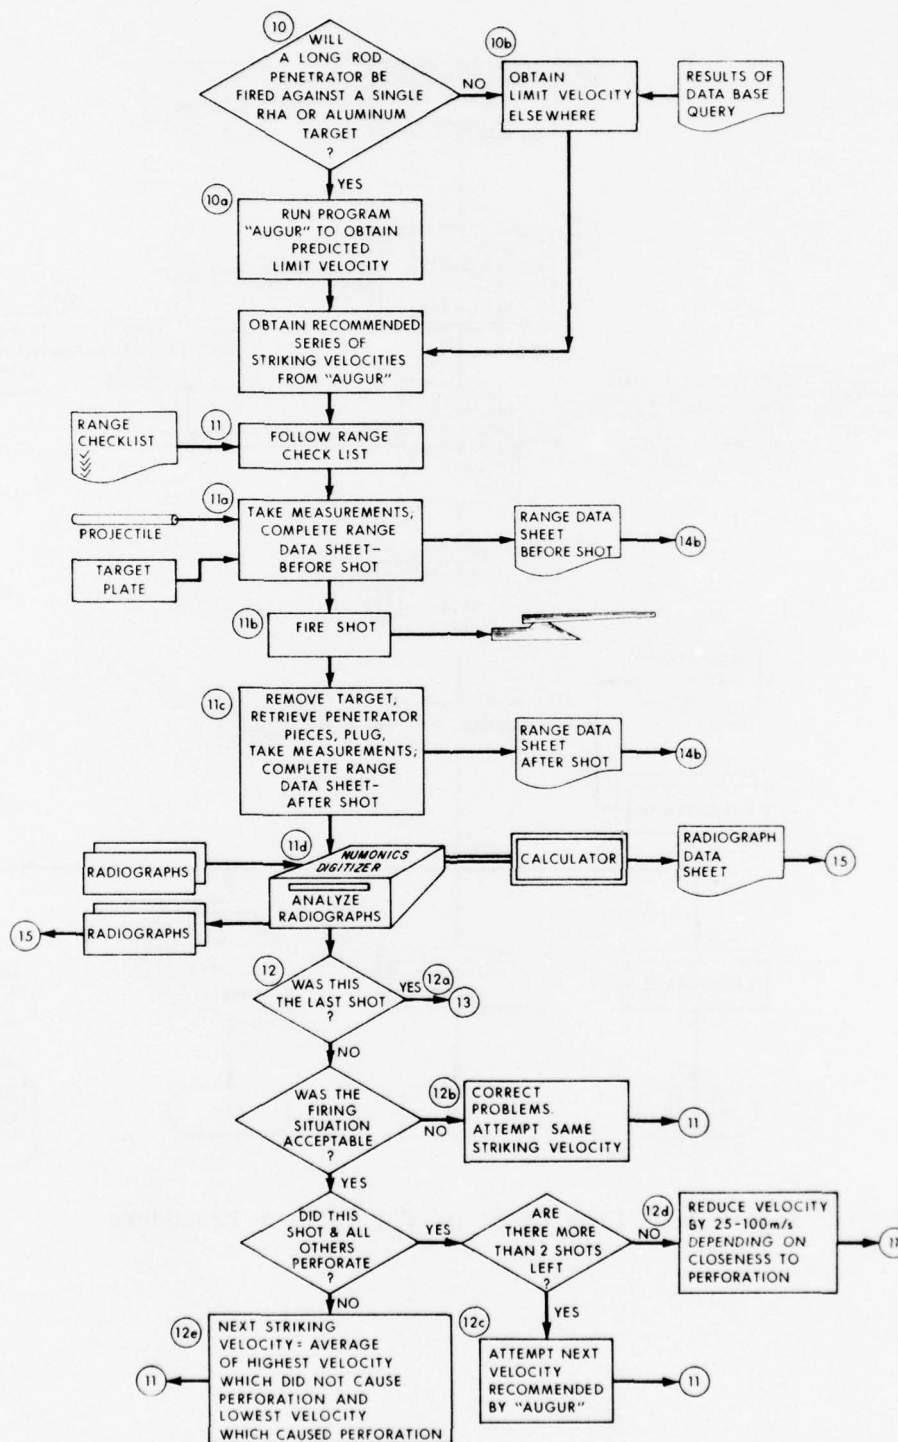 10
WILL
A LONG ROD
PENETRATOR BE
FIRED AGAINST A SINGLE
RHA OR ALUMINUM
TARGET
?
NO
10b
OBTAIN
LIMIT VELOCITY
ELSEWHERE
RESULTS OF
DATA BASE
QUERY
YES
10a
RUN PROGRAM
"AUGUR" TO OBTAIN
PREDICTED
LIMIT VELOCITY
OBTAIN RECOMMENDED
SERIES OF
STRIKING VELOCITIES
FROM "AUGUR"
RANGE
CHECKLIST
11
FOLLOW RANGE
CHECK LIST
11a
PROJECTILE
TARGET
PLATE
TAKE MEASUREMENTS;
COMPLETE RANGE
DATA SHEET-
BEFORE SHOT
RANGE DATA
SHEET
BEFORE SHOT
14b
11b
FIRE SHOT
11c
REMOVE TARGET,
RETRIEVE PENETRATOR
PIECES, PLUG,
TAKE MEASUREMENTS;
COMPLETE RANGE
DATA SHEET-
AFTER SHOT
RANGE DATA
SHEET
AFTER SHOT
14b
RADIOGRAPHS
11d
NUMONICS
DIGITIZER
ANALYZE
RADIOGRAPHS
CALCULATOR
RADIOGRAPH
DATA
SHEET
15
15
RADIOGRAPHS
12
WAS THIS
THE LAST SHOT
?
YES
12a
13
NO
WAS THE
FIRING
SITUATION
ACCEPTABLE
?
NO
12b
CORRECT
PROBLEMS.
ATTEMPT SAME
STRIKING VELOCITY
11
YES
DID THIS
SHOT & ALL
OTHERS
PERFORATE
?
YES
ARE
THERE MORE
THAN 2 SHOTS
LEFT
?
NO
12d
REDUCE VELOCITY
BY 25-100m/s
DEPENDING ON
CLOSENESS TO
PERFORATION
11
NO
12e
NEXT STRIKING
VELOCITY = AVERAGE
OF HIGHEST VELOCITY
WHICH DID NOT CAUSE
PERFORATION AND
LOWEST VELOCITY
WHICH CAUSED PERFORATION
11
YES
12c
ATTEMPT NEXT
VELOCITY
RECOMMENDED
BY "AUGUR"
11